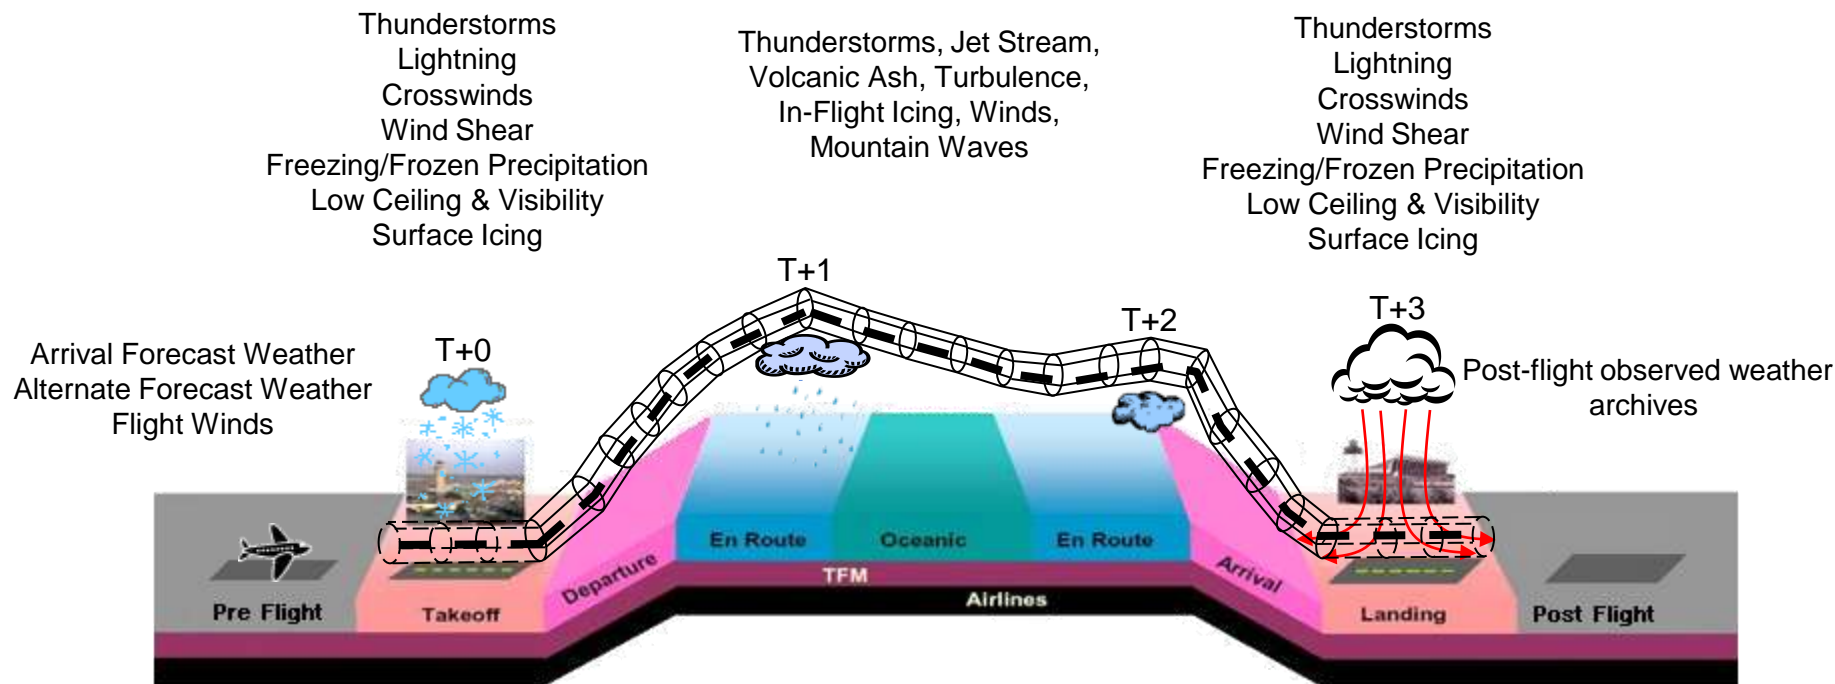 Thunderstorms
Lightning
Crosswinds
Wind Shear
Freezing/Frozen Precipitation
Low Ceiling & Visibility
Surface Icing
Thunderstorms, Jet Stream,
Volcanic Ash, Turbulence,
In-Flight Icing, Winds,
Mountain Waves
Thunderstorms
Lightning
Crosswinds
Wind Shear
Freezing/Frozen Precipitation
Low Ceiling & Visibility
Surface Icing
T+0
T+1
T+2
T+3
Arrival Forecast Weather
Alternate Forecast Weather
Flight Winds
Post-flight observed weather
archives
Pre Flight
Takeoff
Departure
En Route
Oceanic
En Route
Arrival
Landing
Post Flight
TFM
Airlines